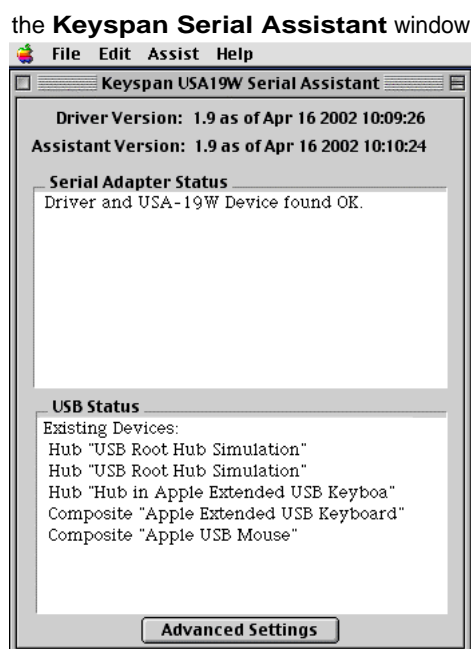 the Keyspan Serial Assistant window
File Edit Assist Help
Keyspan USA19W Serial Assistant
Driver Version: 1.9 as of Apr 16 2002 10:09:26
Assistant Version: 1.9 as of Apr 16 2002 10:10:24
Serial Adapter Status
Driver and USA-19W Device found OK.
USB Status
Existing Devices:
Hub "USB Root Hub Simulation"
Hub "USB Root Hub Simulation"
Hub "Hub in Apple Extended USB Keyboa"
Composite "Apple Extended USB Keyboard"
Composite "Apple USB Mouse"
Advanced Settings